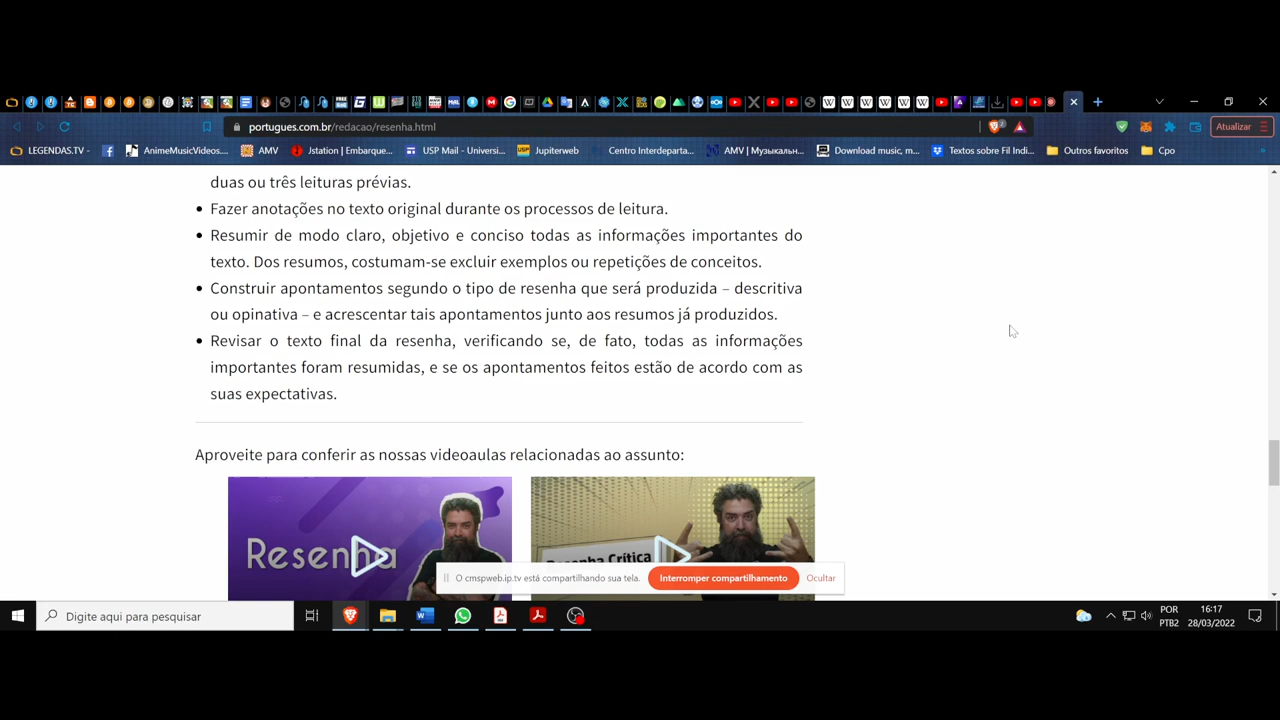 portugues.com.br/redacao/resenha.html
2
Atualizar
LEGENDAS.TV -
AnimeMusicVideos...
AMV
Jstation | Embarque...
USP Mail - Universi...
Jupiterweb
Centro Interdeparta...
AMV | Музыкальн...
Download music, m...
Textos sobre Fil Indi...
Outros favoritos
Cpo
duas ou três leituras prévias.
• Fazer anotações no texto original durante os processos de leitura.
• Resumir de modo claro, objetivo e conciso todas as informações importantes do
texto. Dos resumos, costumam-se excluir exemplos ou repetições de conceitos.
• Construir apontamentos segundo o tipo de resenha que será produzida – descritiva
ou opinativa – e acrescentar tais apontamentos junto aos resumos já produzidos.
• Revisar o texto final da resenha, verificando se, de fato, todas as informações
importantes foram resumidas, e se os apontamentos feitos estão de acordo com as
suas expectativas.
Aproveite para conferir as nossas videoaulas relacionadas ao assunto:
Resenha
Resenha Crítica
O cmspweb.ip.tv está compartilhando sua tela.
Interromper compartilhamento
Ocultar
Digite aqui para pesquisar
POR
PTB2
16:17
28/03/2022